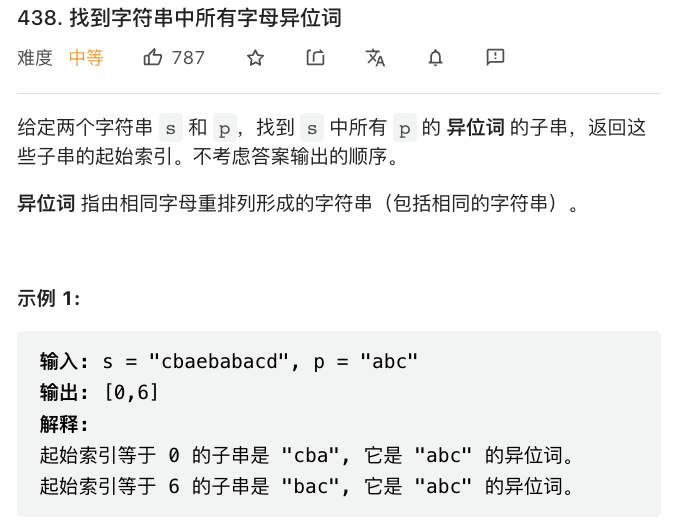 438. 找到字符串中所有字母异位词
难度 中等 787
给定两个字符串 s 和 p，找到 s 中所有 p 的 异位词 的子串，返回这
些子串的起始索引。不考虑答案输出的顺序。
异位词 指由相同字母重排列形成的字符串（包括相同的字符串）。
示例 1:
输入: s = "cbaebabacd", p = "abc"
输出: [0,6]
解释:
起始索引等于 0 的子串是 "cba", 它是 "abc" 的异位词。
起始索引等于 6 的子串是 "bac", 它是 "abc" 的异位词。